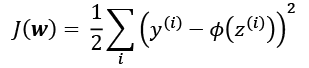 J(w) = 1/2 ∑_i (y^(i) − ϕ(z^(i)))^2